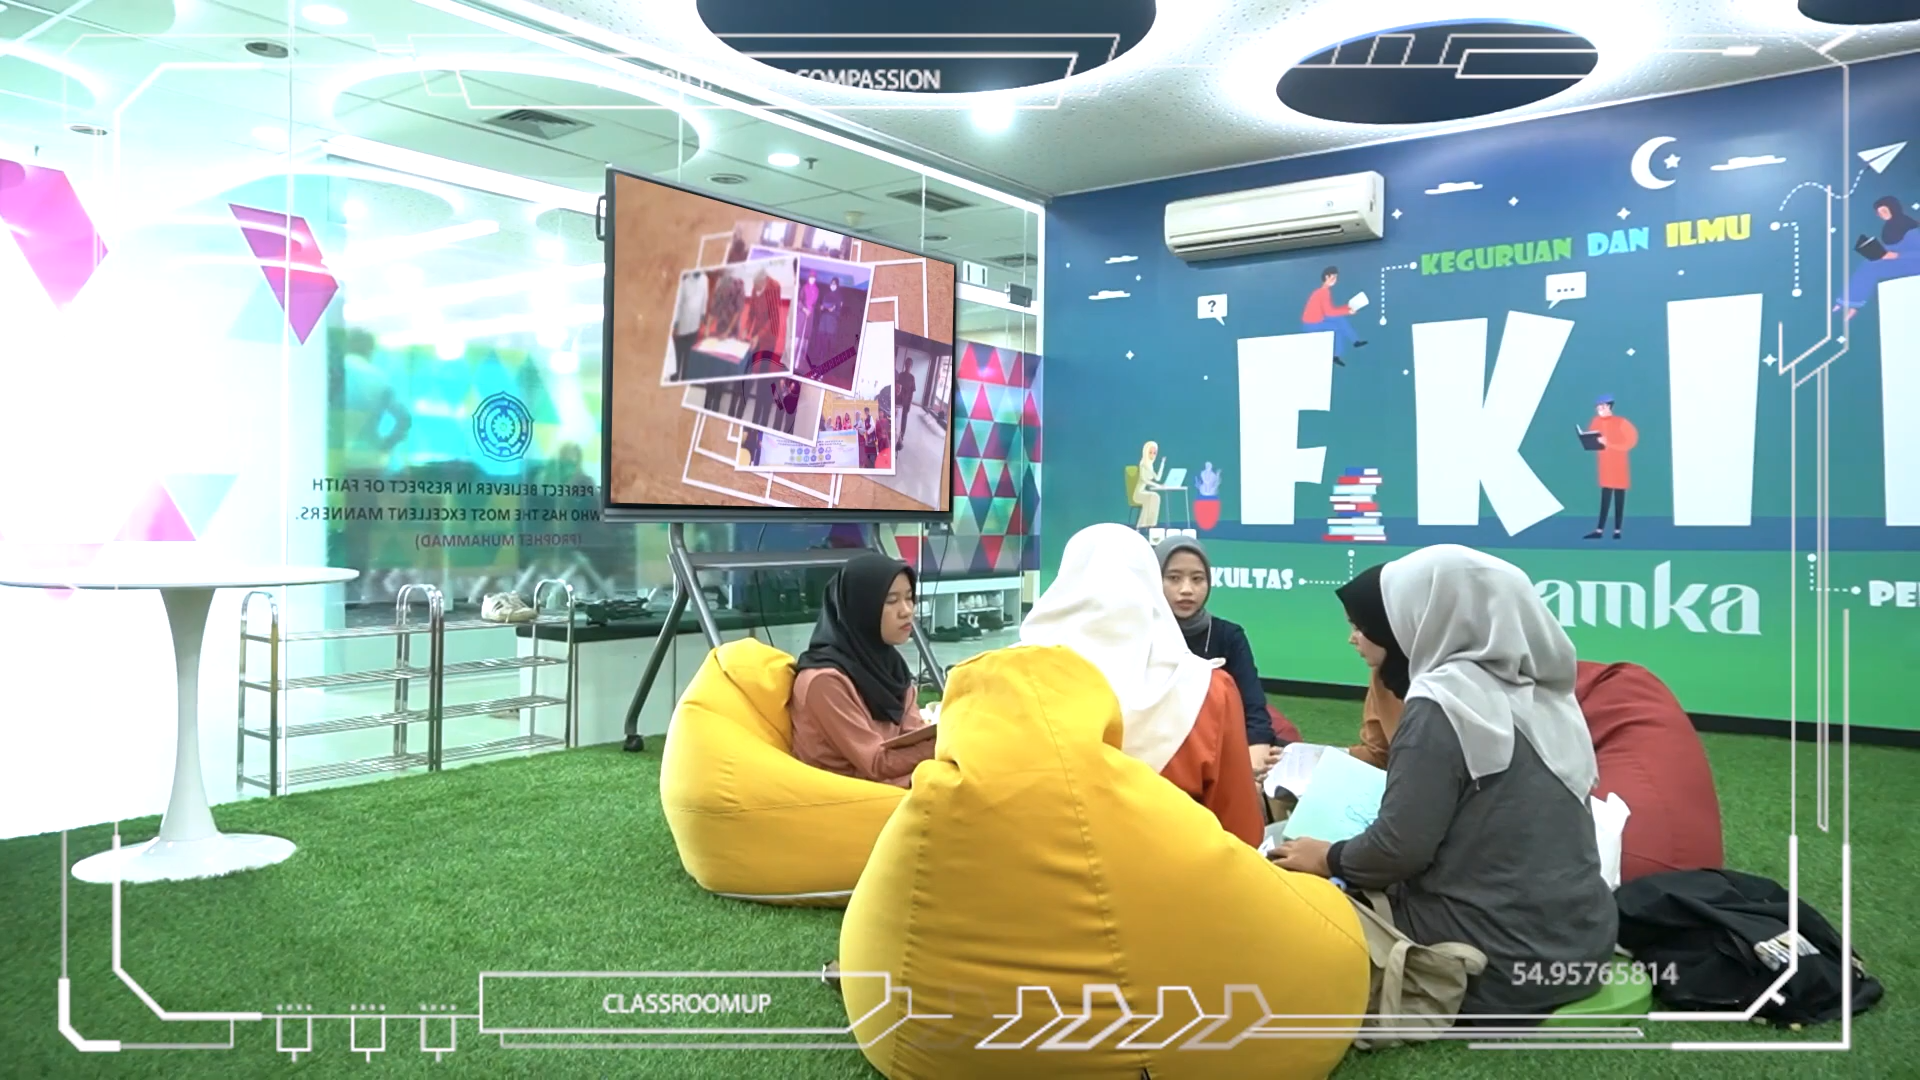 COMPASSION
KEGURUAN DAN ILMU
?
...
FKI
PERFECT BELIEVER IN RESPECT OF FAITH
WHO HAS THE MOST EXCELLENT MANNERS.
(PROPHET MUHAMMAD)
KULTAS
amka
PE
54.95765814
CLASSROOMUP